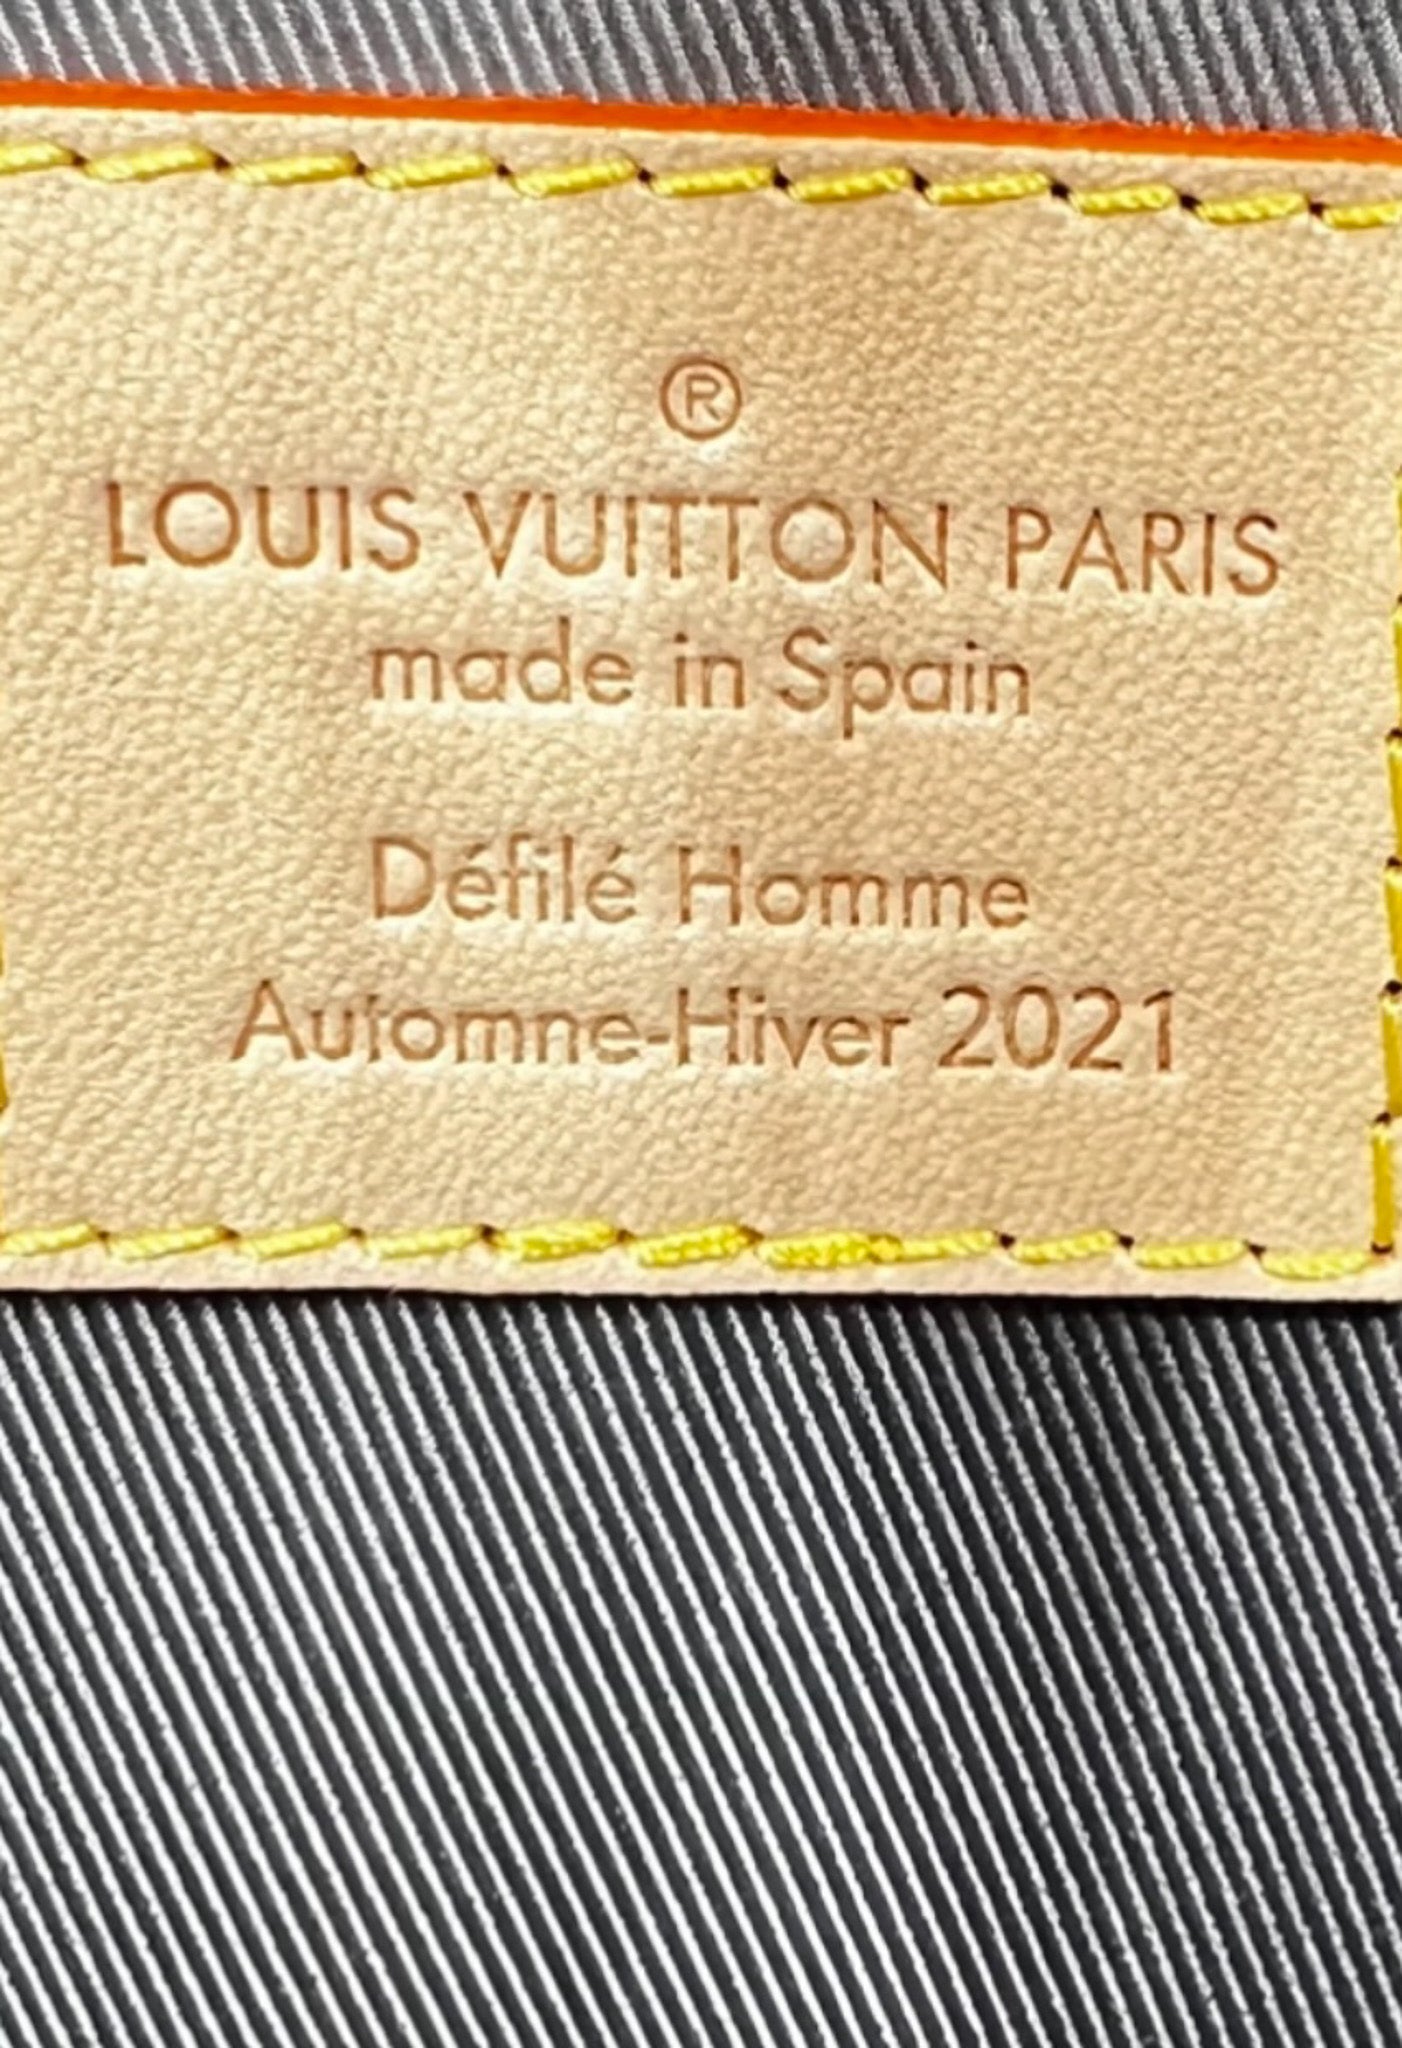 ®
LOUIS VUITTON PARIS
made in Spain
Défilé Homme
Automne-Hiver 2021